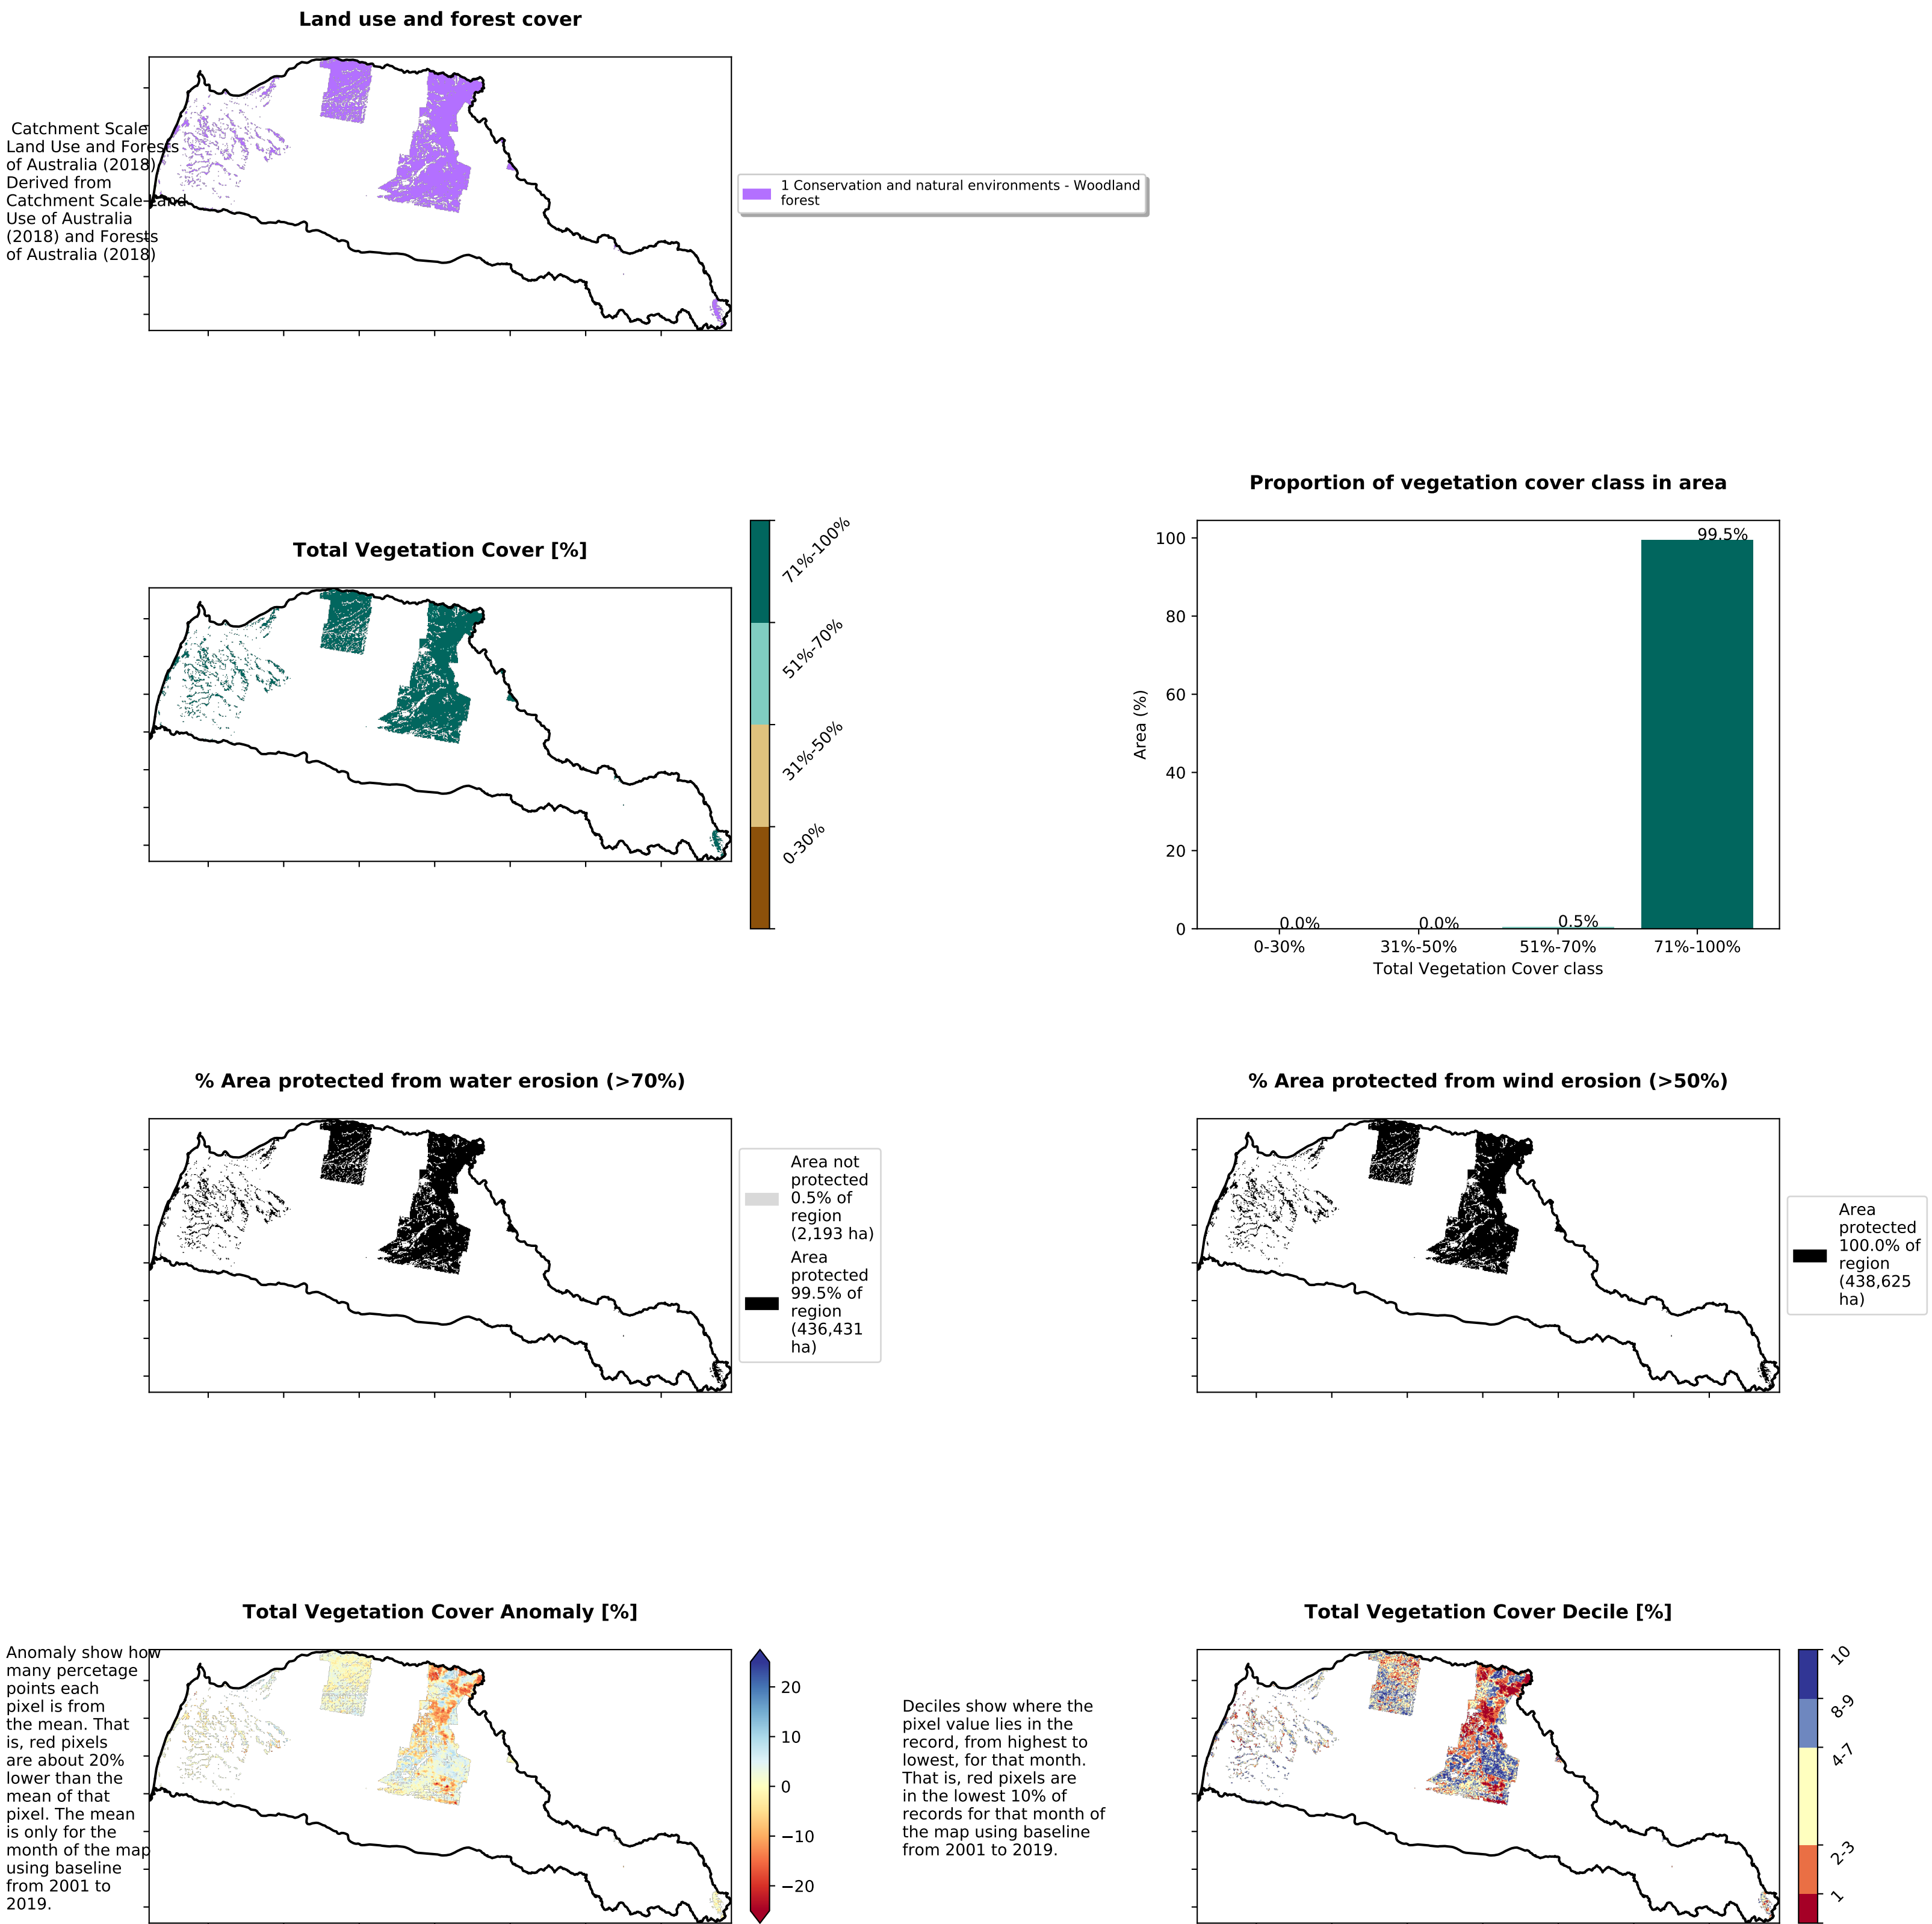 Land use and forest cover
Catchment Scale
Land Use and Forests
of Australia (2018)
Derived from
Catchment Scale Land
Use of Australia
(2018) and Forests
of Australia (2018)
1 Conservation and natural environments - Woodland
forest
Total Vegetation Cover [%]
71%-100%
51%-70%
31%-50%
0-30%
Proportion of vegetation cover class in area
100
80
60
40
20
0
Area (%)
0.0%
0.0%
0.5%
99.5%
0-30%
31%-50%
51%-70%
71%-100%
Total Vegetation Cover class
% Area protected from water erosion (>70%)
Area not
protected
0.5% of
region
(2,193 ha)
Area
protected
99.5% of
region
(436,431
ha)
% Area protected from wind erosion (>50%)
Area
protected
100.0% of
region
(438,625
ha)
Total Vegetation Cover Anomaly [%]
Anomaly show how
many percetage
points each
pixel is from
the mean. That
is, red pixels
are about 20%
lower than the
mean of that
pixel. The mean
is only for the
month of the map
using baseline
from 2001 to
2019.
20
10
0
−10
−20
Total Vegetation Cover Decile [%]
Deciles show where the
pixel value lies in the
record, from highest to
lowest, for that month.
That is, red pixels are
in the lowest 10% of
records for that month of
the map using baseline
from 2001 to 2019.
10
8-9
4-7
2-3
1